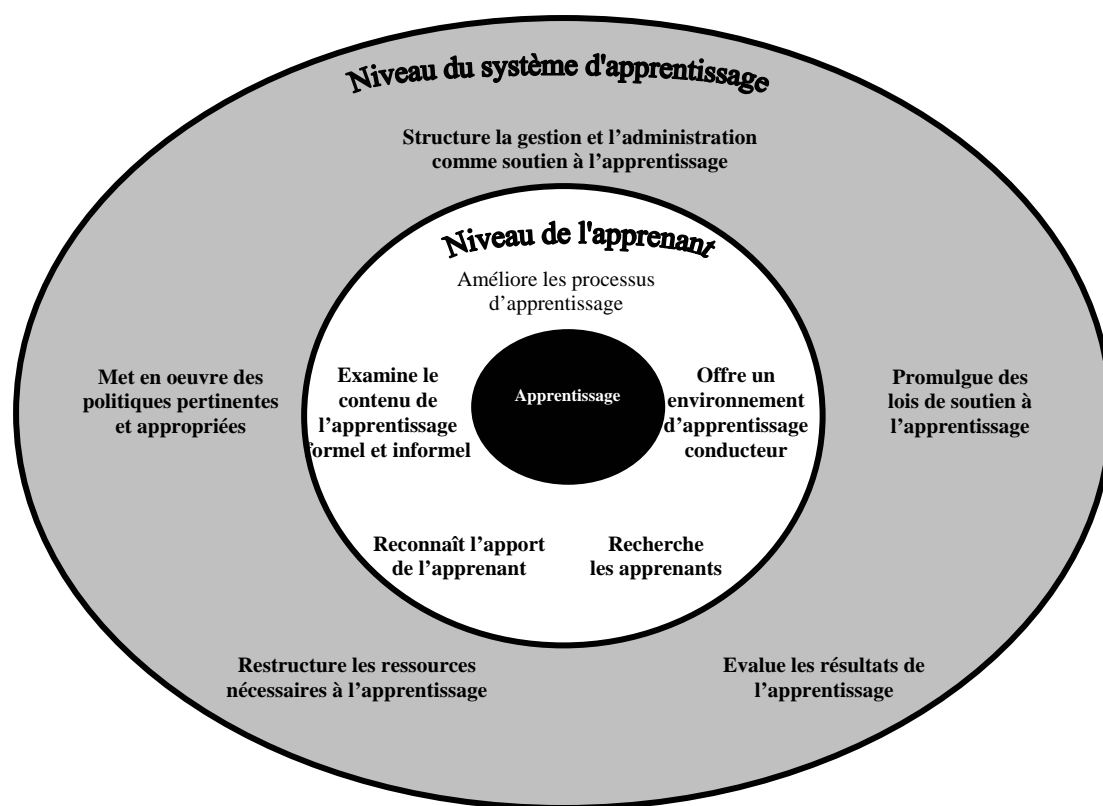 Niveau du système d'apprentissage
Structure la gestion et l’administration
comme soutien à l’apprentissage
Niveau de l'apprenant
Améliore les processus
d’apprentissage
Met en oeuvre des
politiques pertinentes
et appropriées
Examine le
contenu de
l’apprentissage
formel et informel
Apprentissage
Offre un
environnement
d’apprentissage
conducteur
Promulgue des
lois de soutien à
l’apprentissage
Reconnaît l’apport
de l’apprenant
Recherche
les apprenants
Restructure les ressources
nécessaires à l’apprentissage
Evalue les résultats de
l’apprentissage